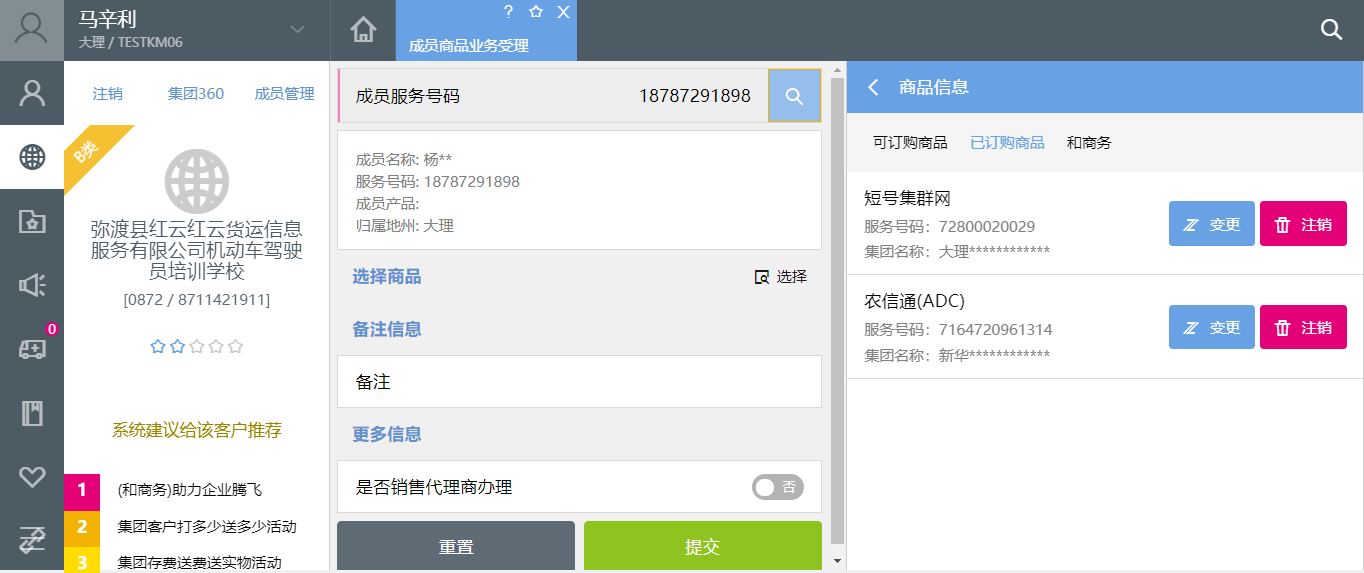 马辛利
大理 / TESTKM06
? X
成员商品业务受理
注销 集团360 成员管理
B类
弥渡县红云红云货运信息
服务有限公司机动车驾驶
员培训学校
[0872 / 8711421911]
0
系统建议给该客户推荐
1 (和商务)助力企业腾飞
2 集团客户打多少送多少活动
3 集团存费送费送实物活动
成员服务号码 18787291898
成员名称: 杨**
服务号码: 18787291898
成员产品:
归属地州: 大理
选择商品 选择
备注信息
备注
更多信息
是否销售代理商办理 否
重置 提交
商品信息
可订购商品 已订购商品 和商务
短号集群网
服务号码：72800020029
集团名称：大理************
变更 注销
农信通(ADC)
服务号码：7164720961314
集团名称：新华************
变更 注销